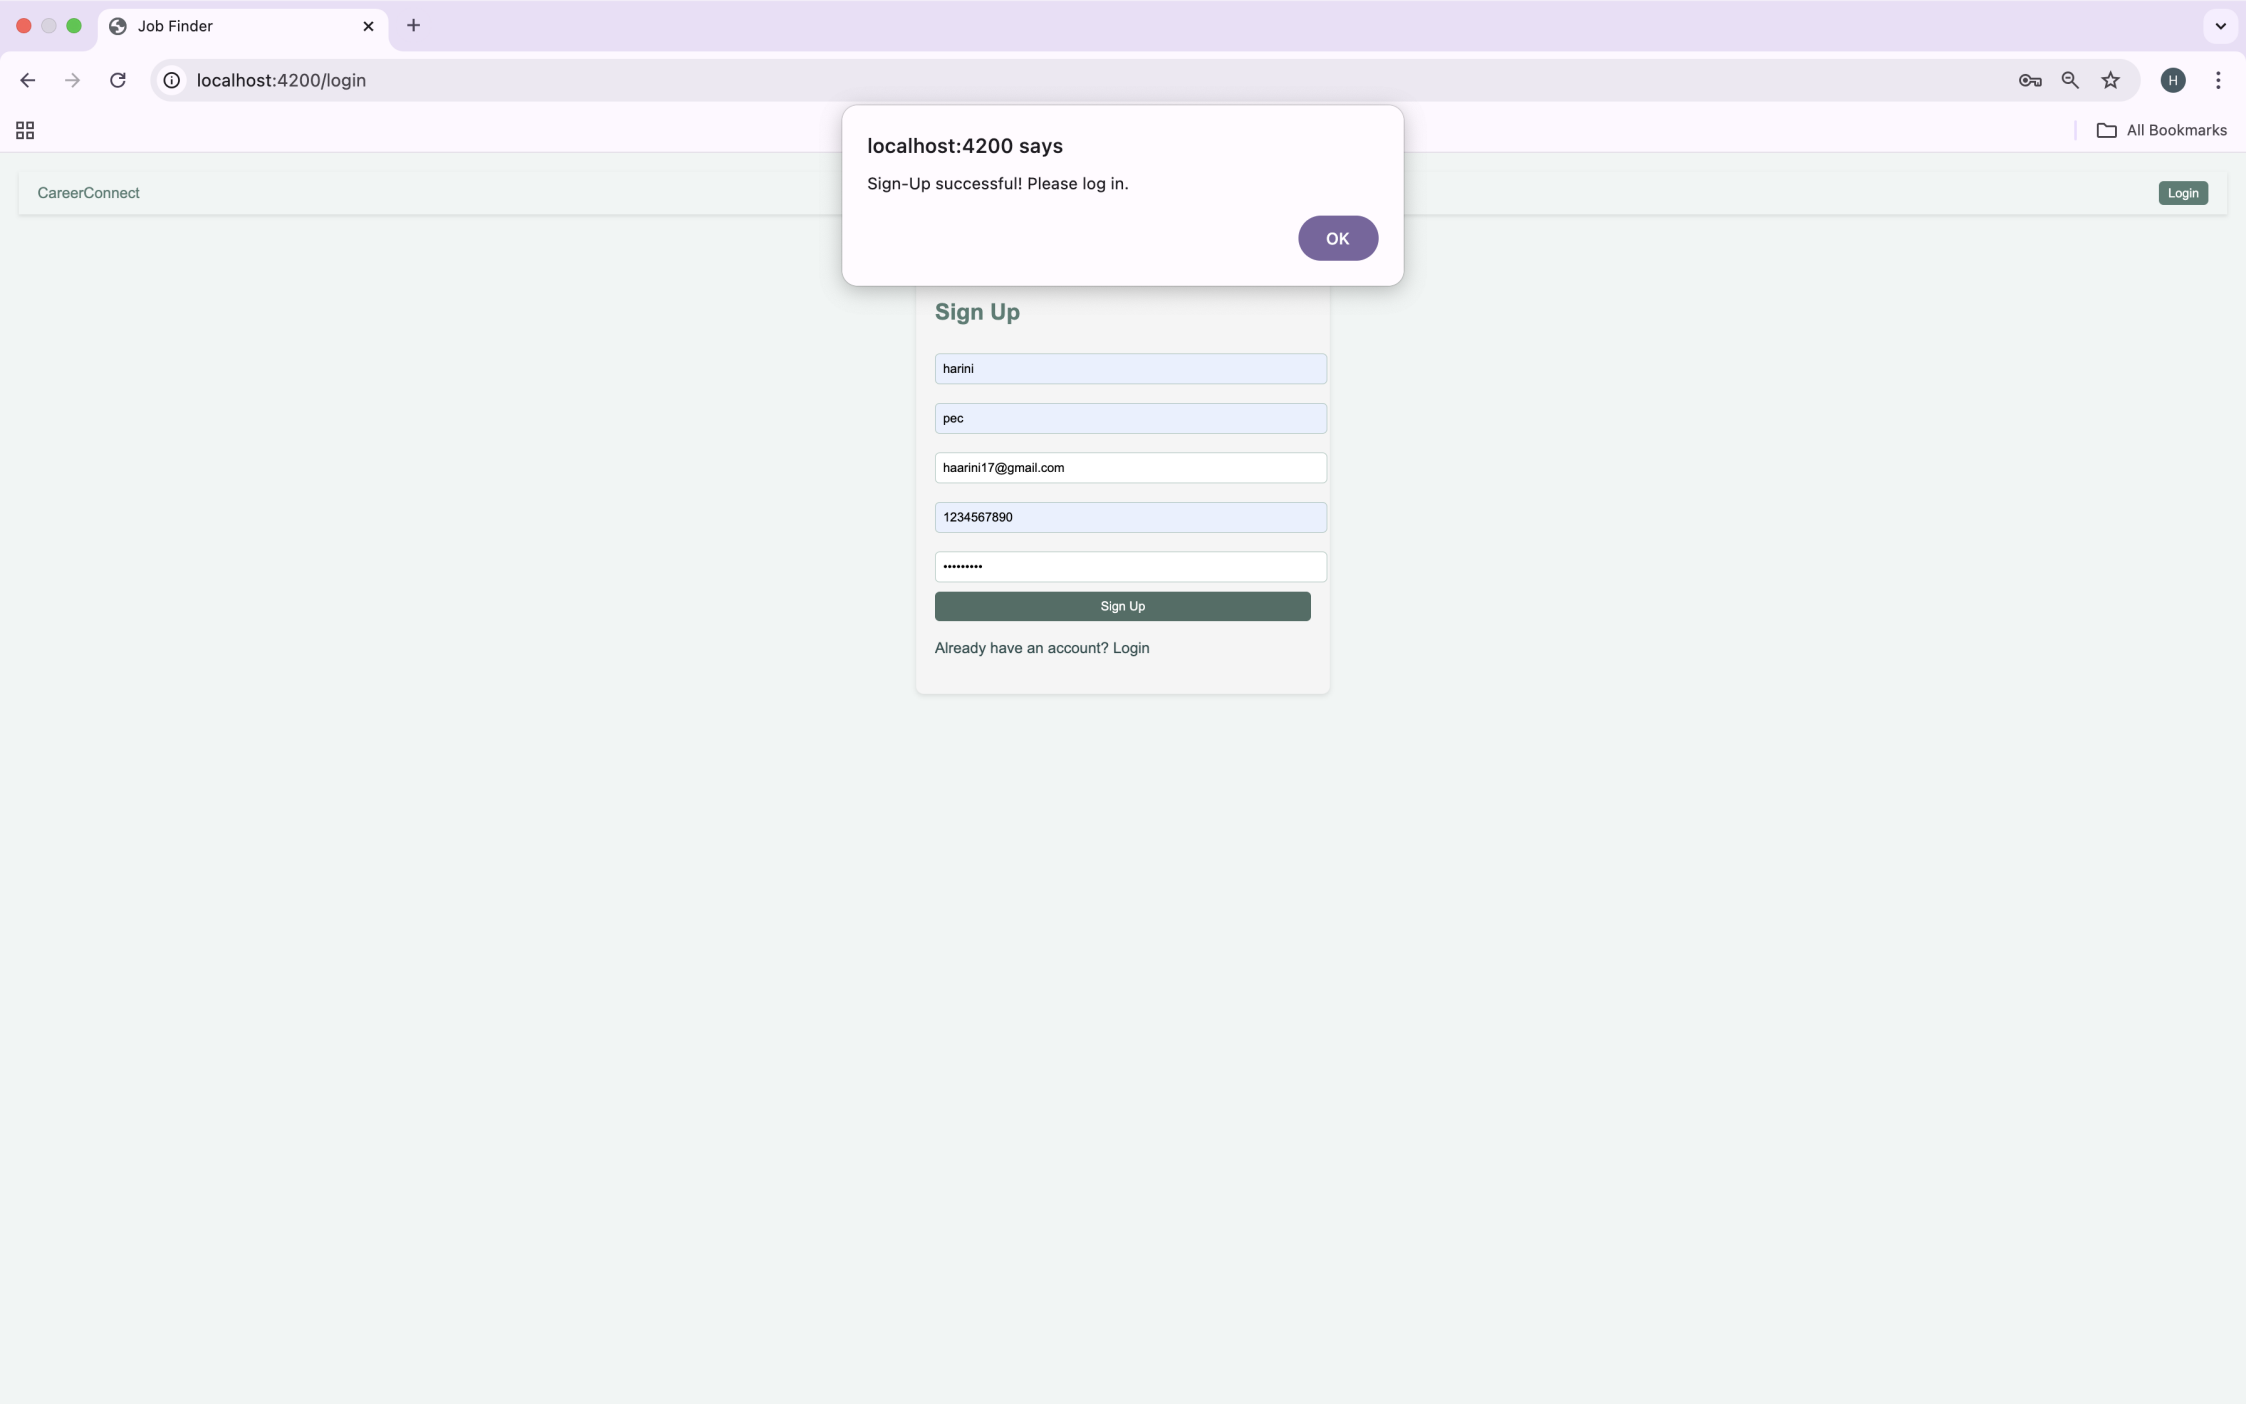 Job Finder
localhost:4200/login
H
All Bookmarks
localhost:4200 says
Sign-Up successful! Please log in.
OK
CareerConnect
Login
Sign Up
harini
pec
haarini17@gmail.com
1234567890
•••••••••
Sign Up
Already have an account? Login